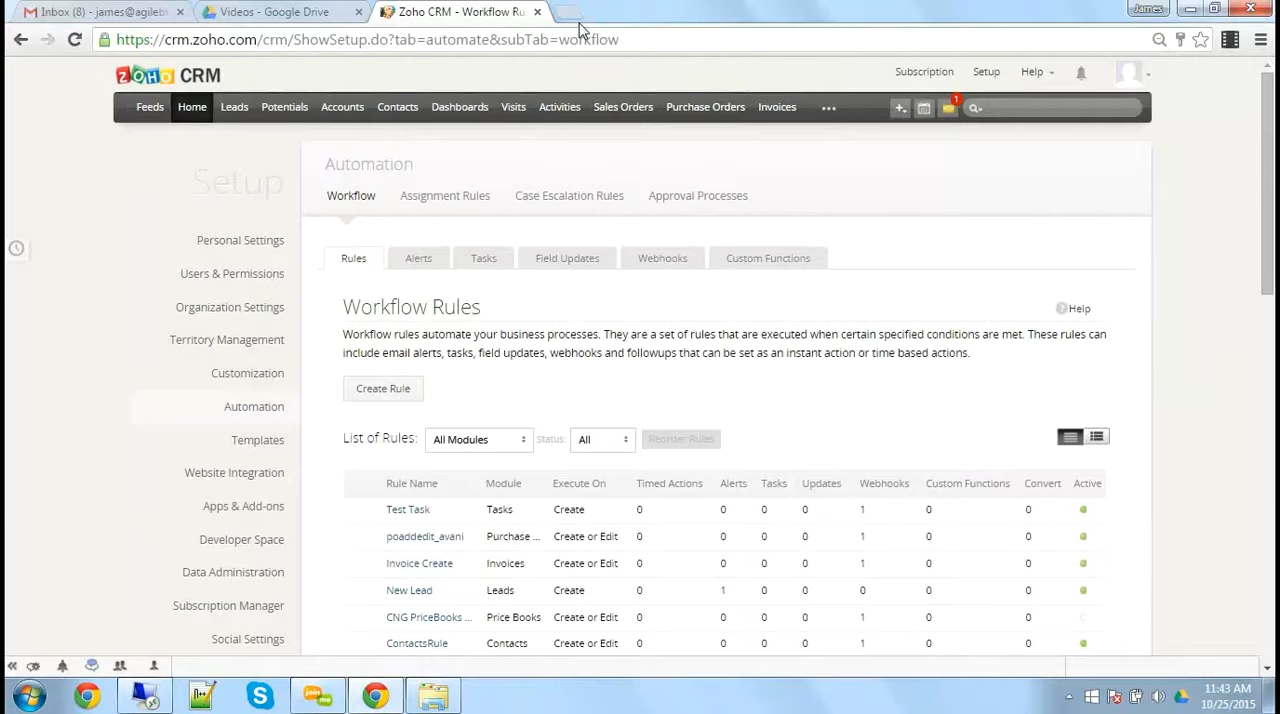 Inbox (8) - james@agileb
Videos - Google Drive
Zoho CRM - Workflow Ru
James
https://crm.zoho.com/crm/ShowSetup.do?tab=automate&subTab=workflow
ZOHO CRM
Subscription Setup Help
Feeds Home Leads Potentials Accounts Contacts Dashboards Visits Activities Sales Orders Purchase Orders Invoices ••• 1
Setup
Personal Settings
Users & Permissions
Organization Settings
Territory Management
Customization
Automation
Templates
Website Integration
Apps & Add-ons
Developer Space
Data Administration
Subscription Manager
Social Settings
Automation
Workflow Assignment Rules Case Escalation Rules Approval Processes
Rules Alerts Tasks Field Updates Webhooks Custom Functions
Workflow Rules
Help
Workflow rules automate your business processes. They are a set of rules that are executed when certain specified conditions are met. These rules can
include email alerts, tasks, field updates, webhooks and followups that can be set as an instant action or time based actions.
Create Rule
List of Rules: All Modules Status: All Reorder Rules
Rule Name Module Execute On Timed Actions Alerts Tasks Updates Webhooks Custom Functions Convert Active
Test Task Tasks Create 0 0 0 0 1 0 0
poaddedit_avani Purchase ... Create or Edit 0 0 0 0 1 0 0
Invoice Create Invoices Create or Edit 0 0 0 0 1 0 0
New Lead Leads Create 0 1 0 0 0 0 0
CNG PriceBooks ... Price Books Create or Edit 0 0 0 0 1 0 0
ContactsRule Contacts Create or Edit 0 0 0 0 1 0 0
join me
11:43 AM
10/25/2015